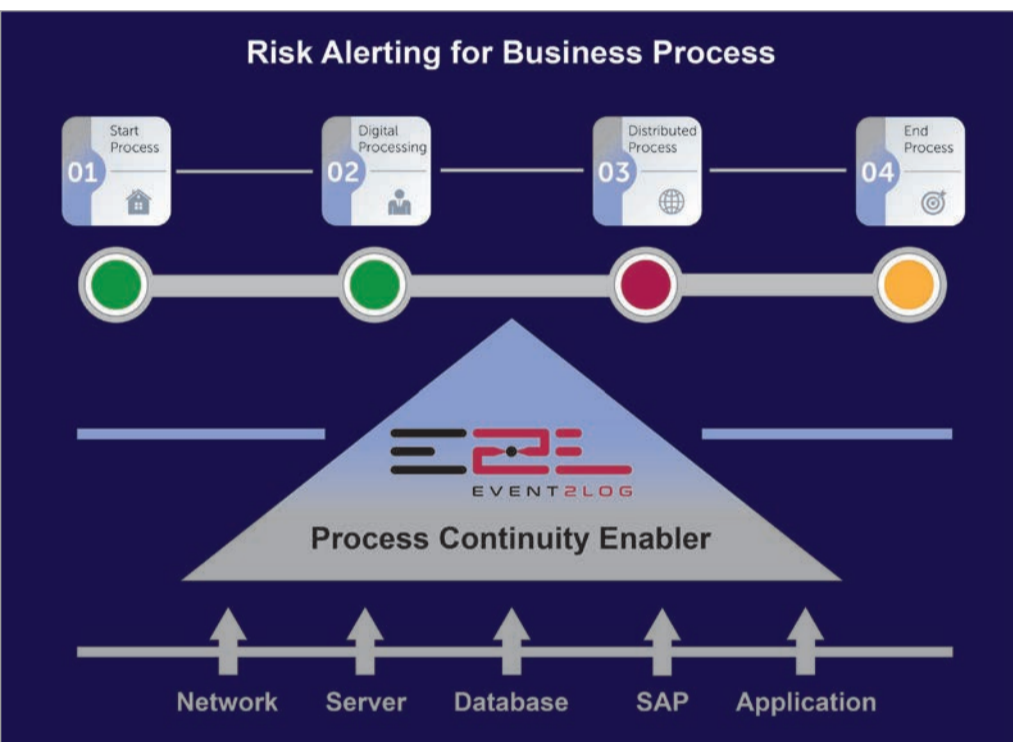 Risk Alerting for Business Process
01
Start
Process
02
Digital
Processing
03
Distributed
Process
04
End
Process
E2L
EVENT2LOG
Process Continuity Enabler
Network
Server
Database
SAP
Application